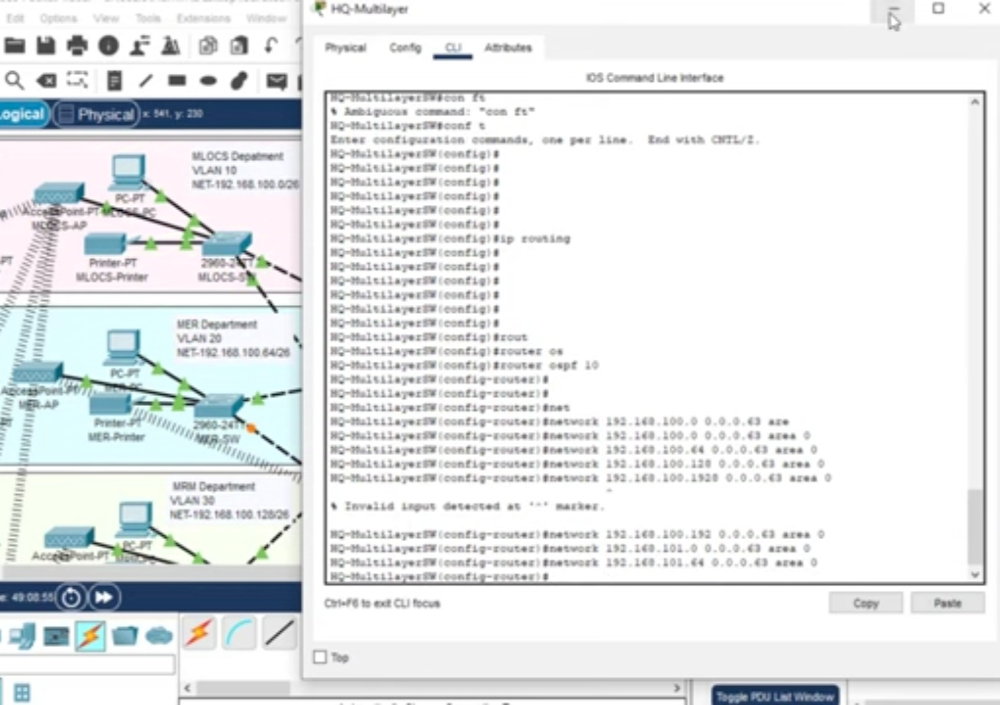 HQ-Multilayer
Edit Options View Tools Extensions Window
Physical Config CLI Attributes
IOS Command Line Interface
ogical Physical x: 541, y: 230
HQ-MultilayerSW#con ft
% Ambiguous command: "con ft"
HQ-MultilayerSW#conf t
Enter configuration commands, one per line. End with CNTL/Z.
HQ-MultilayerSW(config)#
HQ-MultilayerSW(config)#
HQ-MultilayerSW(config)#
HQ-MultilayerSW(config)#
HQ-MultilayerSW(config)#
HQ-MultilayerSW(config)#
HQ-MultilayerSW(config)#ip routing
HQ-MultilayerSW(config)#
HQ-MultilayerSW(config)#
HQ-MultilayerSW(config)#
HQ-MultilayerSW(config)#
HQ-MultilayerSW(config)#
HQ-MultilayerSW(config)#
HQ-MultilayerSW(config)#rout
HQ-MultilayerSW(config)#router os
HQ-MultilayerSW(config)#router ospf 10
HQ-MultilayerSW(config-router)#
HQ-MultilayerSW(config-router)#
HQ-MultilayerSW(config-router)#net
HQ-MultilayerSW(config-router)#network 192.168.100.0 0.0.0.63 are
HQ-MultilayerSW(config-router)#network 192.168.100.0 0.0.0.63 area 0
HQ-MultilayerSW(config-router)#network 192.168.100.64 0.0.0.63 area 0
HQ-MultilayerSW(config-router)#network 192.168.100.128 0.0.0.63 area 0
HQ-MultilayerSW(config-router)#network 192.168.100.1928 0.0.0.63 area 0
^
% Invalid input detected at '^' marker.
HQ-MultilayerSW(config-router)#network 192.168.100.192 0.0.0.63 area 0
HQ-MultilayerSW(config-router)#network 192.168.101.0 0.0.0.63 area 0
HQ-MultilayerSW(config-router)#network 192.168.101.64 0.0.0.63 area 0
HQ-MultilayerSW(config-router)#
Ctrl+F6 to exit CLI focus
Copy Paste
Top
MLOCS Depatment
VLAN 10
NET-192.168.100.0/26
PC-PT
MLOCS-PC
AccessPoint-PT
MLOCS-AP
Printer-PT
MLOCS-Printer
2960-24TT
MLOCS-SW
-PT
MER Department
VLAN 20
NET-192.168.100.64/26
PC-PT
MER-PC
AccessPoint-PT
MER-AP
Printer-PT
MER-Printer
2960-24TT
MER-SW
MRM Department
VLAN 30
NET-192.168.100.128/26
PC-PT
AccessPoint-PT
e: 49:08:55
Toggle PDU List Window